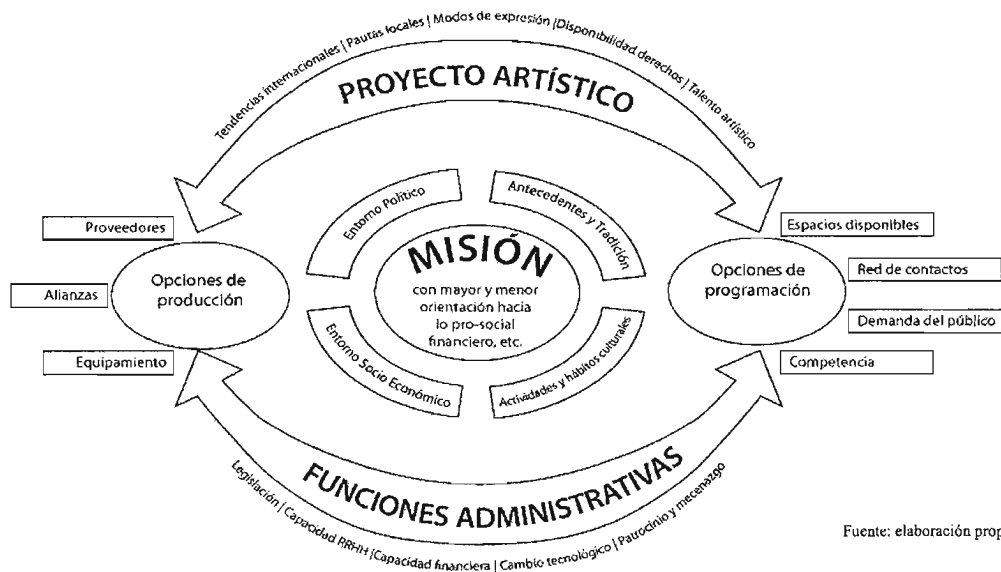 Tendencias internacionales | Pautas locales | Modos de expresión |Disponibilidad derechos | Talento artístico
PROYECTO ARTÍSTICO
Entorno Político
Antecedentes y Tradición
Proveedores
Alianzas
Equipamiento
Opciones de
producción
MISIÓN
con mayor y menor
orientación hacia
lo pro-social
financiero, etc.
Opciones de
programación
Espacios disponibles
Red de contactos
Demanda del público
Competencia
Entorno Socio Económico
Actividades y hábitos culturales
FUNCIONES ADMINISTRATIVAS
Legislación | Capacidad RRHH |Capacidad financiera | Cambio tecnológico | Patrocinio y mecenazgo
Fuente: elaboración prop